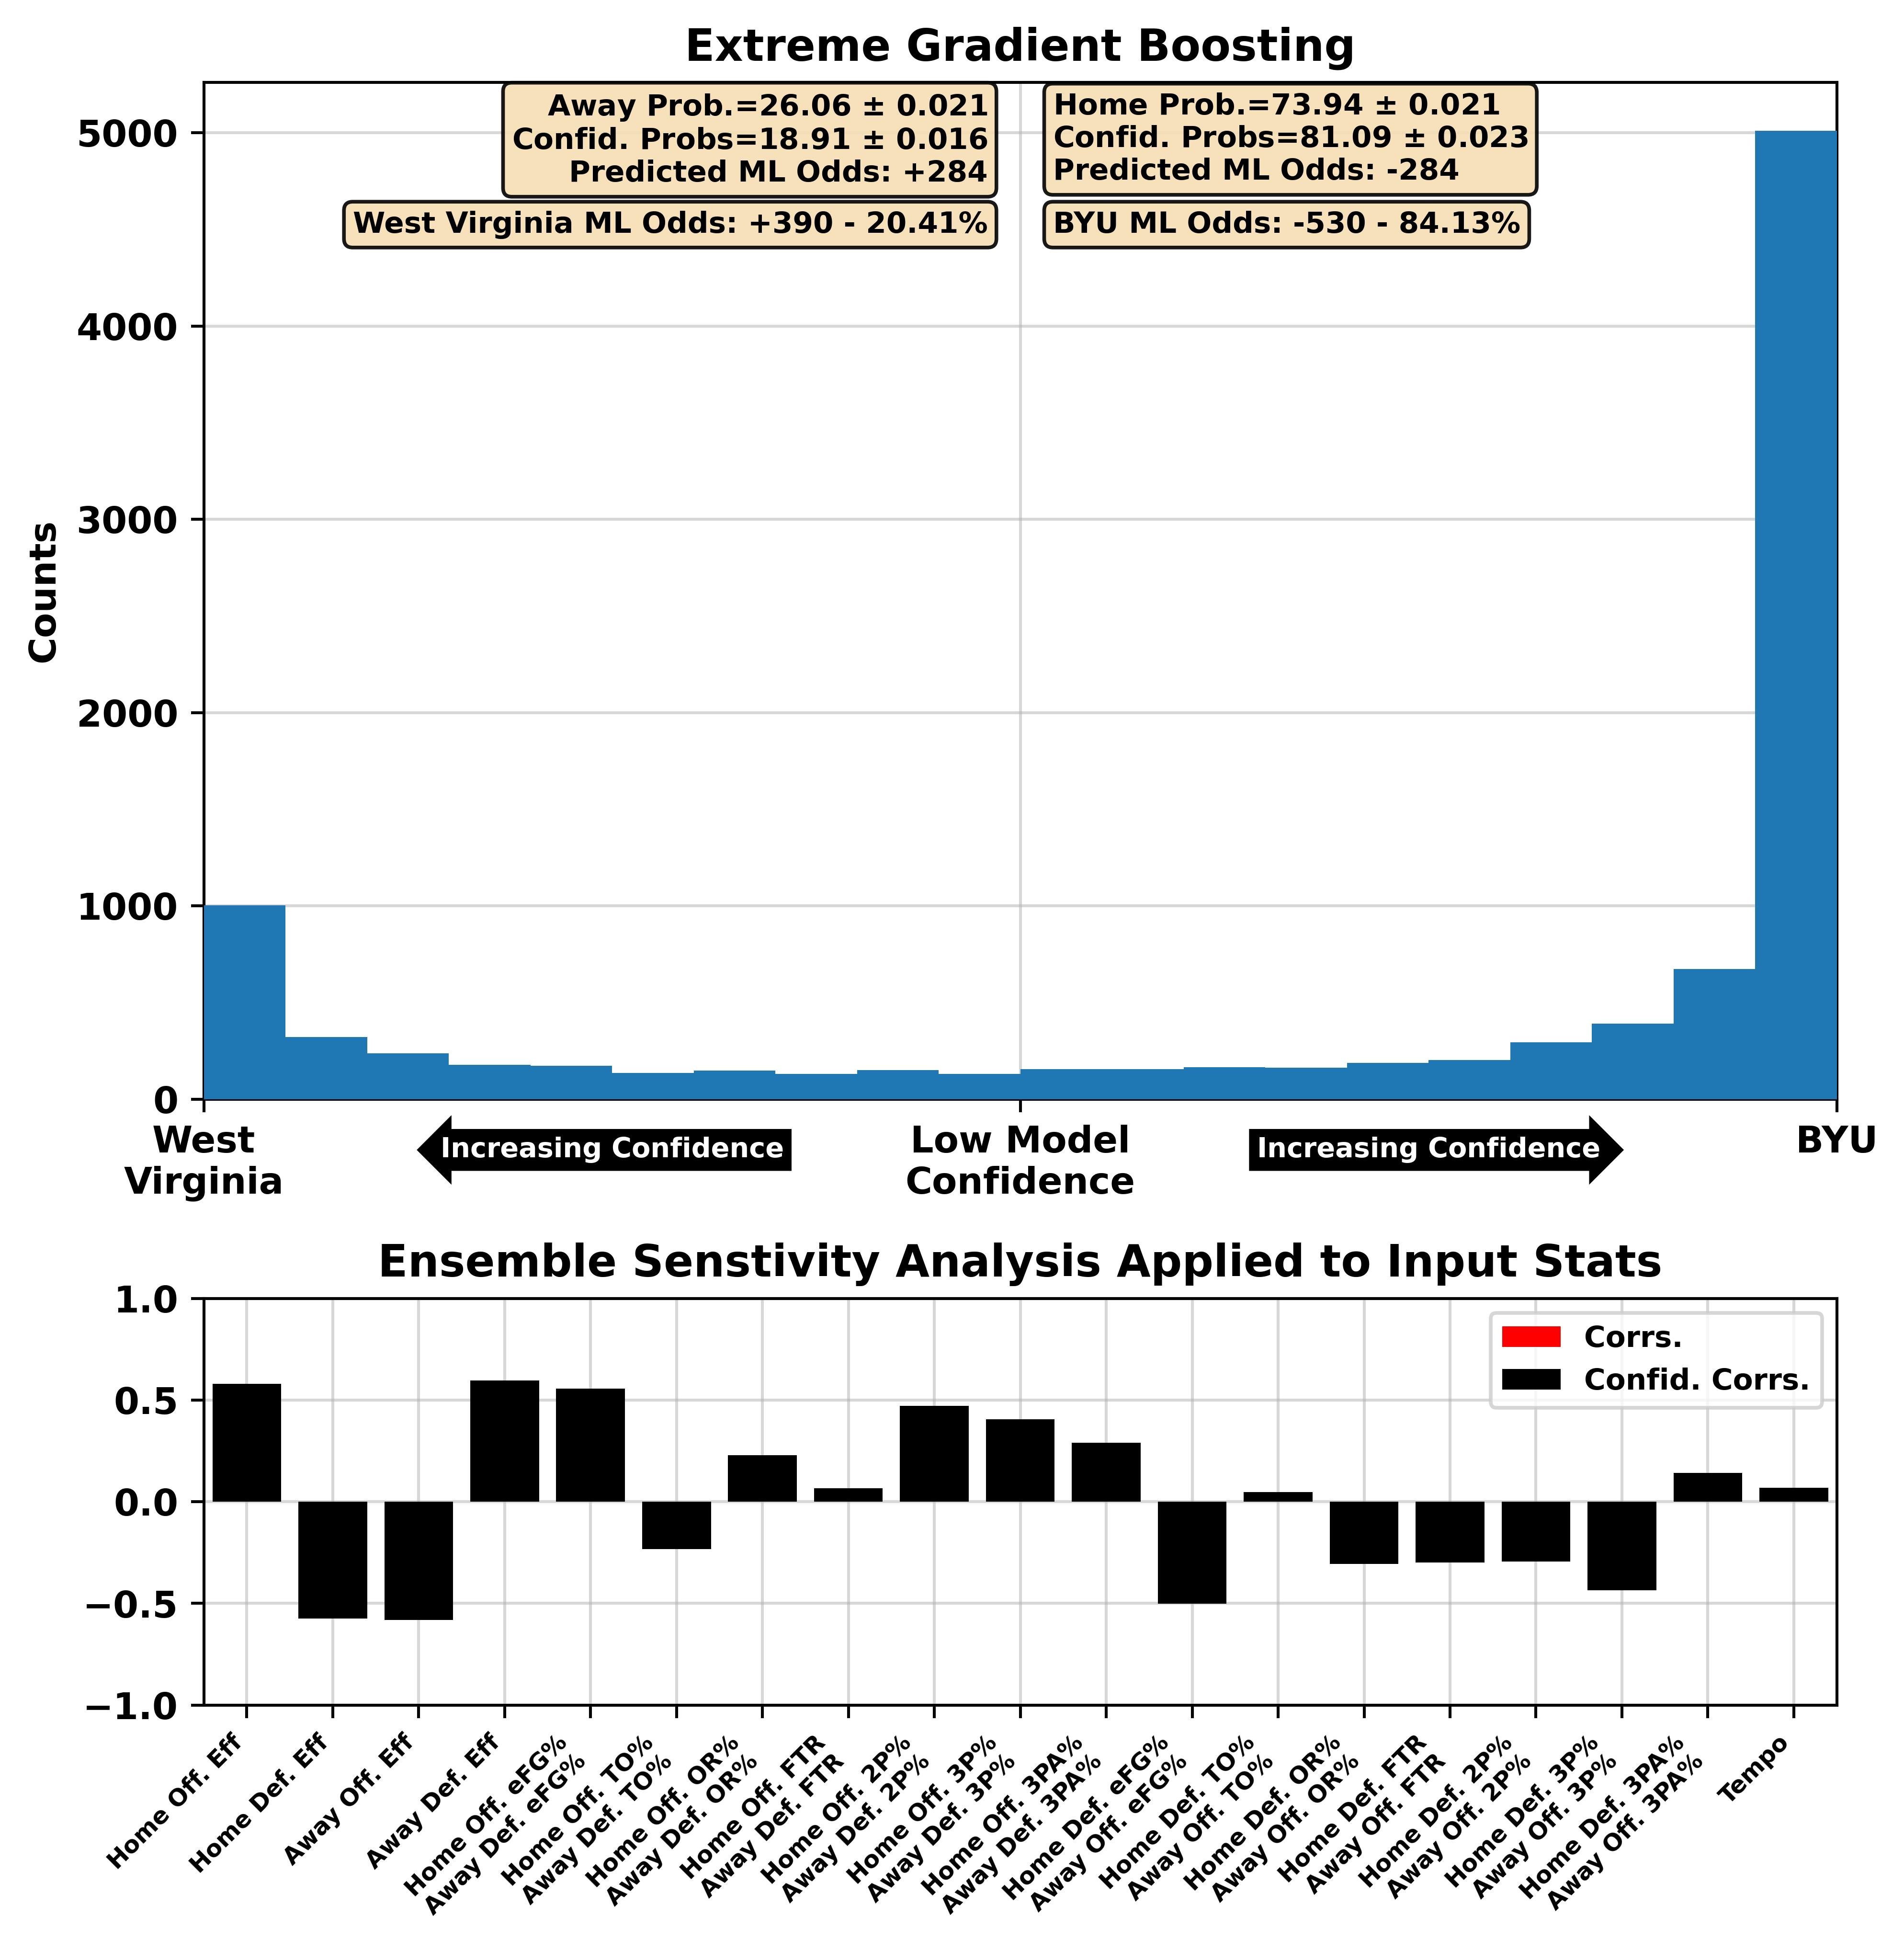 Extreme Gradient Boosting
Away Prob.=26.06 ± 0.021
Confid. Probs=18.91 ± 0.016
Predicted ML Odds: +284
West Virginia ML Odds: +390 - 20.41%
Home Prob.=73.94 ± 0.021
Confid. Probs=81.09 ± 0.023
Predicted ML Odds: -284
BYU ML Odds: -530 - 84.13%
Counts
5000
4000
3000
2000
1000
0
West
Virginia
Increasing Confidence
Low Model
Confidence
Increasing Confidence
BYU
Ensemble Senstivity Analysis Applied to Input Stats
1.0
0.5
0.0
−0.5
−1.0
Corrs.
Confid. Corrs.
Home Off. Eff
Home Def. Eff
Away Off. Eff
Away Def. Eff
Home Off. eFG%
Away Def. eFG%
Home Off. TO%
Away Def. TO%
Home Off. OR%
Away Def. OR%
Home Off. FTR
Away Def. FTR
Home Off. 2P%
Away Def. 2P%
Home Off. 3P%
Away Def. 3P%
Home Off. 3PA%
Away Def. 3PA%
Home Def. eFG%
Away Off. eFG%
Home Def. TO%
Away Off. TO%
Home Def. OR%
Away Off. OR%
Home Def. FTR
Away Off. FTR
Home Def. 2P%
Away Off. 2P%
Home Def. 3P%
Away Off. 3P%
Home Def. 3PA%
Away Off. 3PA%
Tempo